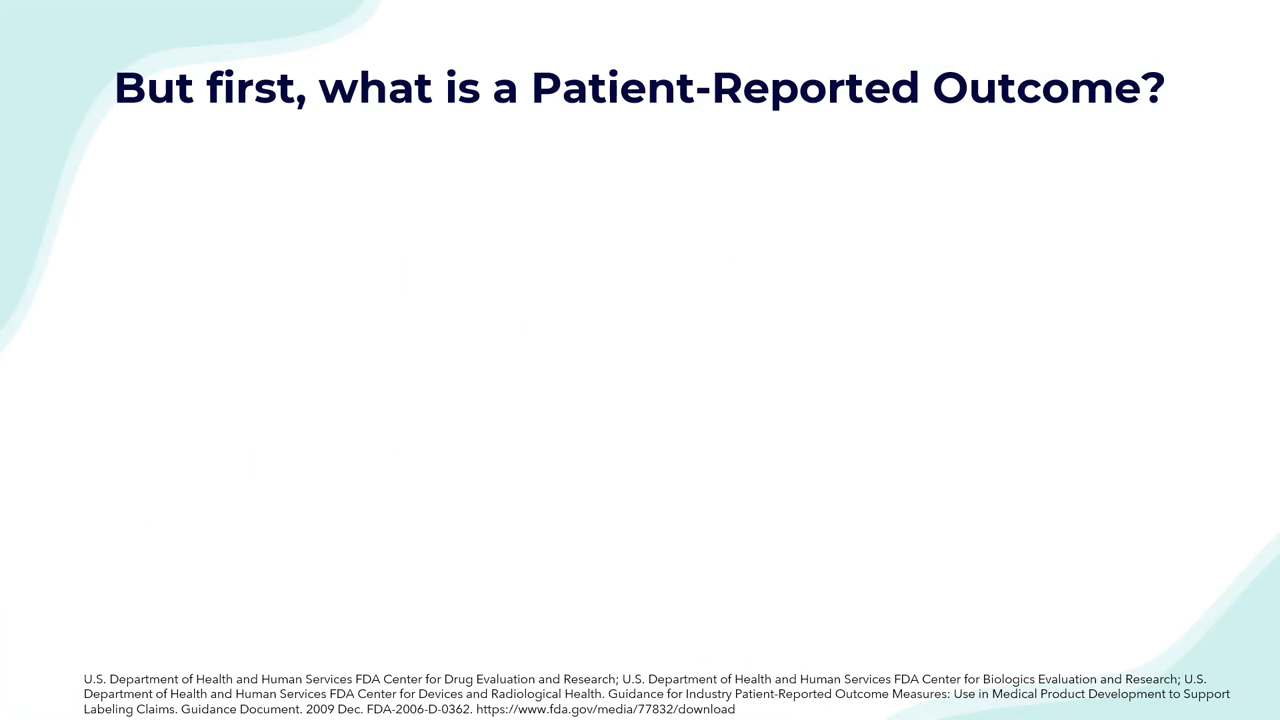 But first, what is a Patient-Reported Outcome?
U.S. Department of Health and Human Services FDA Center for Drug Evaluation and Research; U.S. Department of Health and Human Services FDA Center for Biologics Evaluation and Research; U.S.
Department of Health and Human Services FDA Center for Devices and Radiological Health. Guidance for Industry Patient-Reported Outcome Measures: Use in Medical Product Development to Support
Labeling Claims. Guidance Document. 2009 Dec. FDA-2006-D-0362. https://www.fda.gov/media/77832/download